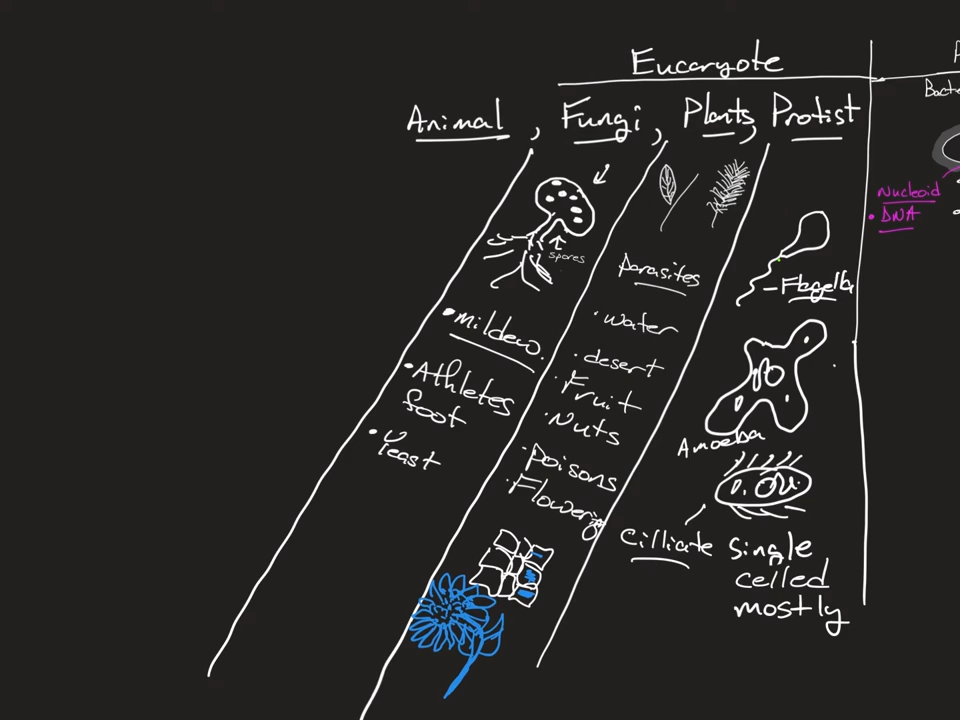 Eucaryote
Animal, Fungi, Plants, Protist
Bact
Nucleoid
• DNA
spores
• mildew.
• Athletes
foot
• Yeast
parasites
• water
• desert
• Fruit
• Nuts
• Poisons
• Flowering
– Flagella
Amoeba
Cilliate
single
celled
mostly